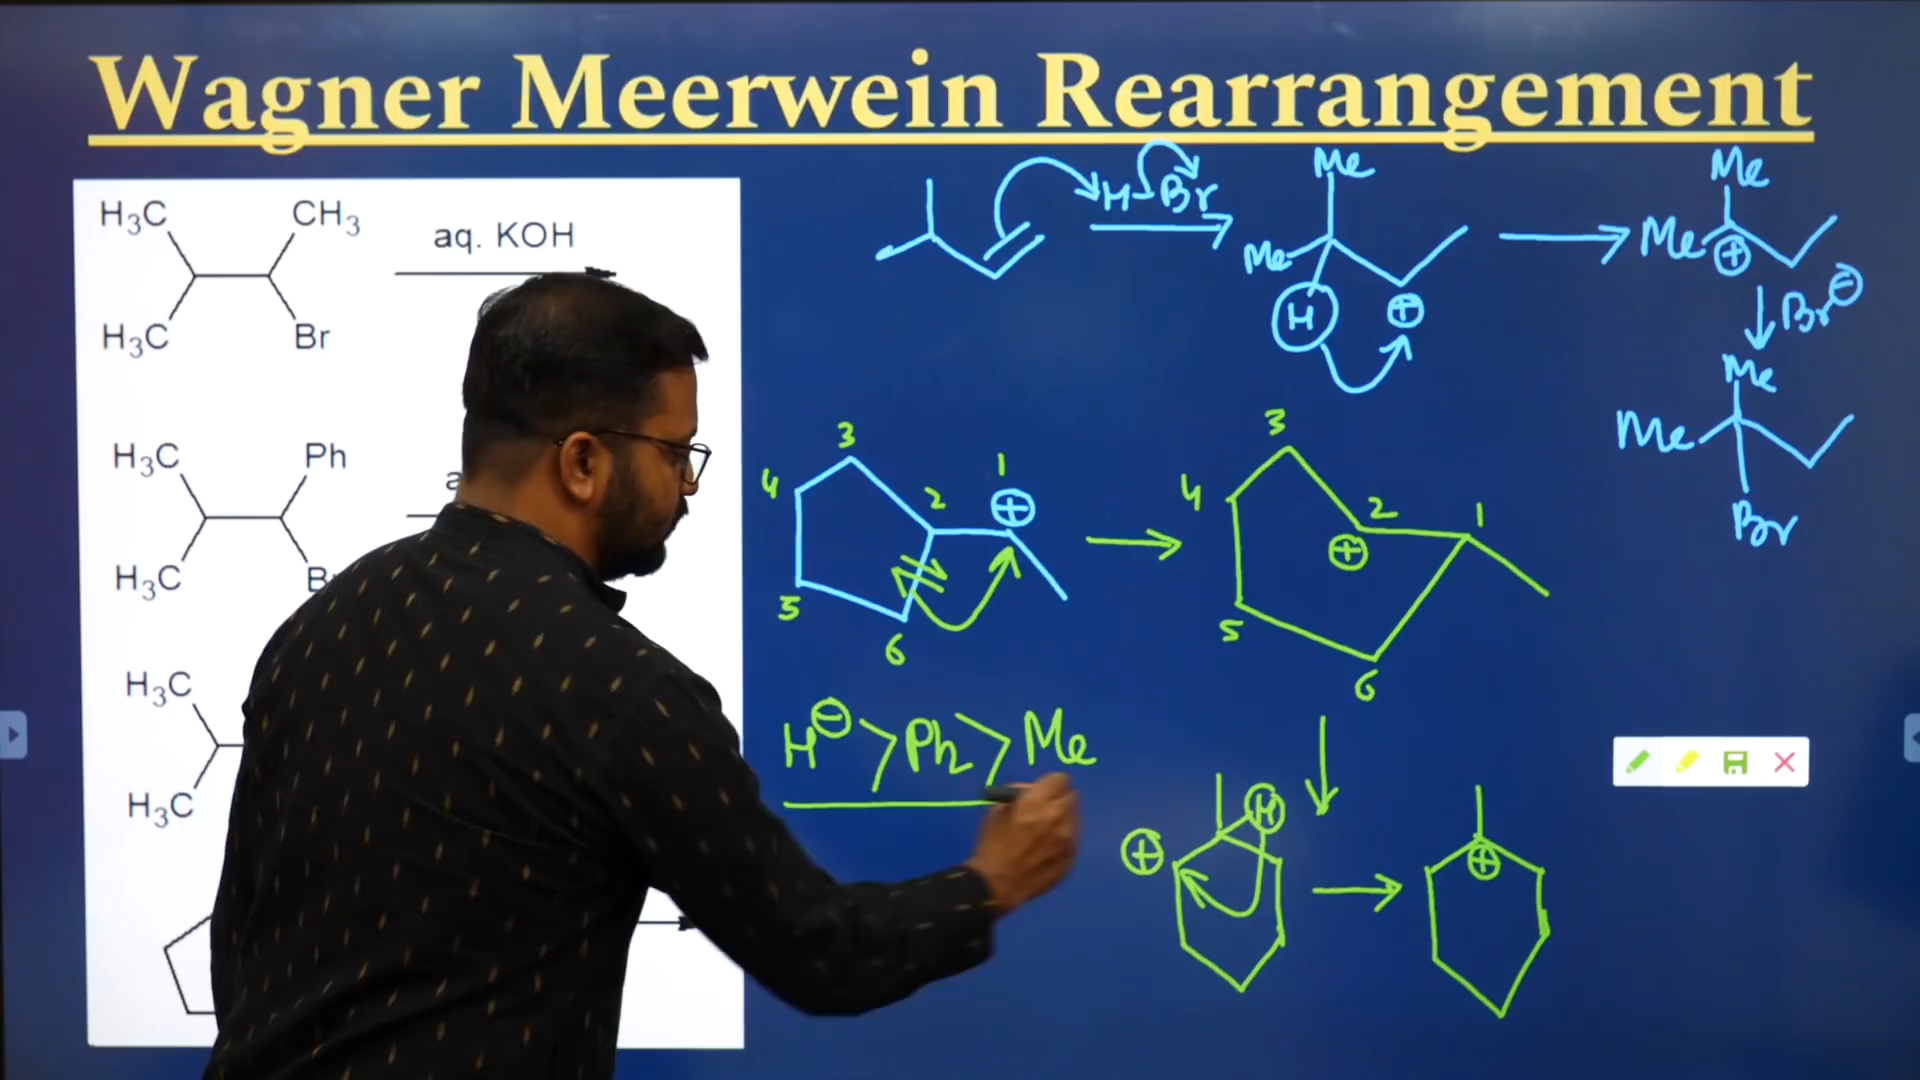 Wagner Meerwein Rearrangement
H₃C CH₃
aq. KOH
H₃C Br
H₃C Ph
H₃C
H₃C
H₃C
H Br
Me
Me
H ⊕
Me
Me ⊕
Br⊖
Me
Me
Br
3
4 2 1
⊕
5
6
3
4 2 1
⊕
5
6
H⊖ > Ph > Me
⊕ H
⊕